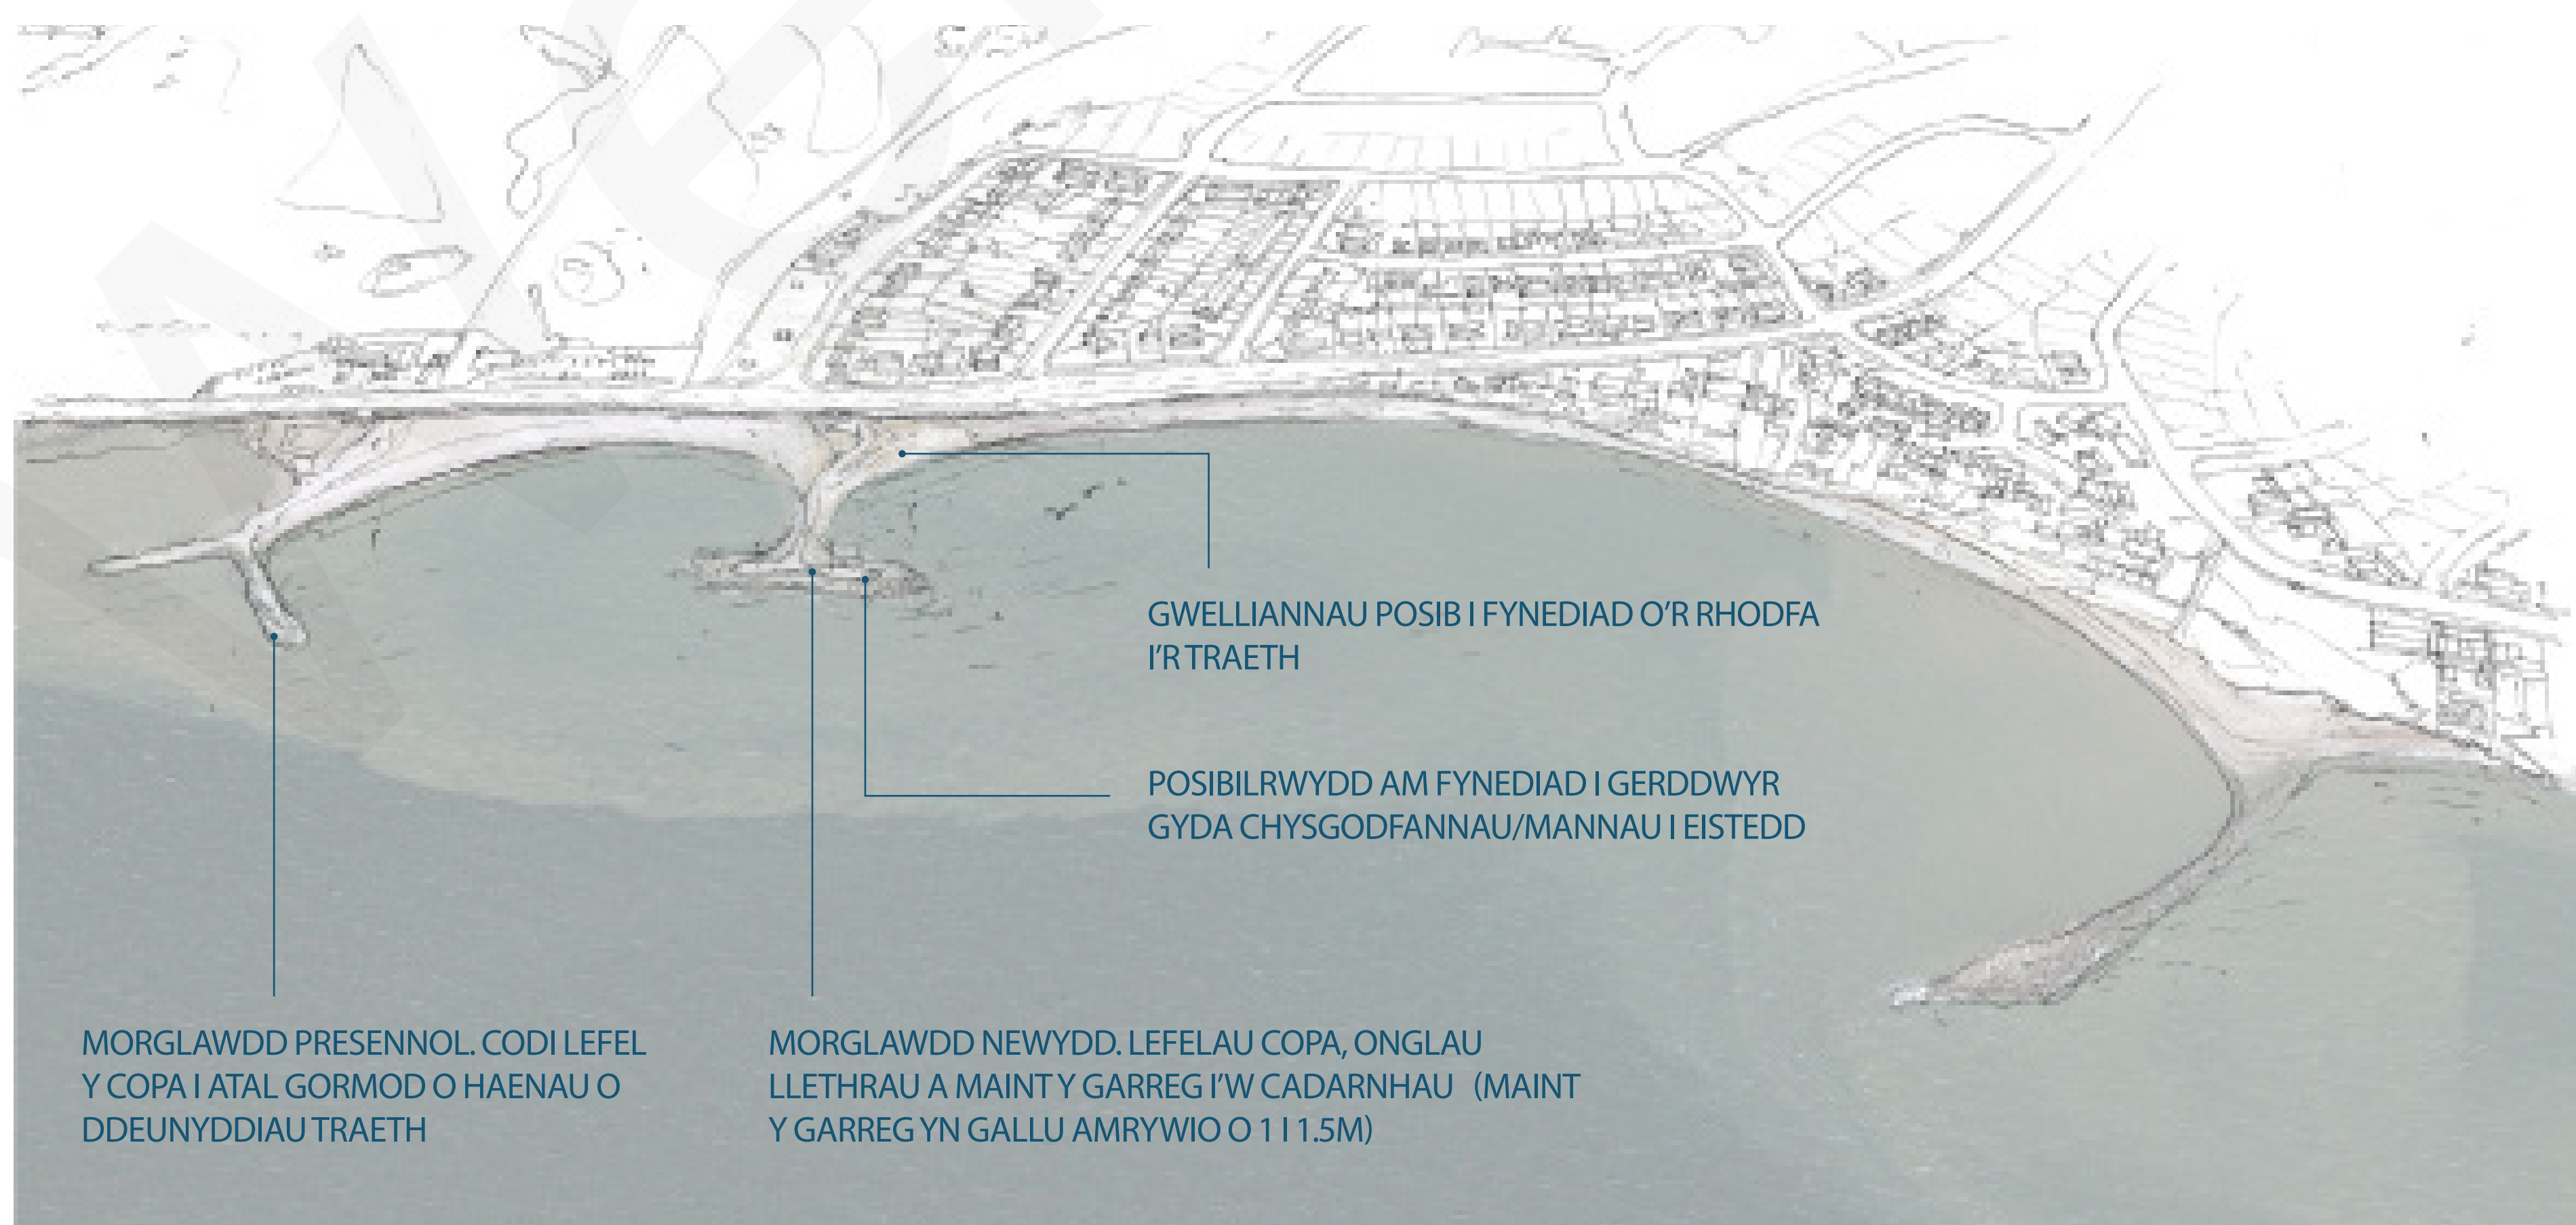 GWELLIANNAU POSIB I FYNEDIAD O’R RHODFA
I’R TRAETH
POSIBILRWYDD AM FYNEDIAD I GERDDWYR
GYDA CHYSGODFANNAU/MANNAU I EISTEDD
MORGLAWDD PRESENNOL. CODI LEFEL
Y COPA I ATAL GORMOD O HAENAU O
DDEUNYDDIAU TRAETH
MORGLAWDD NEWYDD. LEFELAU COPA, ONGLAU
LLETHRAU A MAINT Y GARREG I’W CADARNHAU (MAINT
Y GARREG YN GALLU AMRYWIO O 1 I 1.5M)